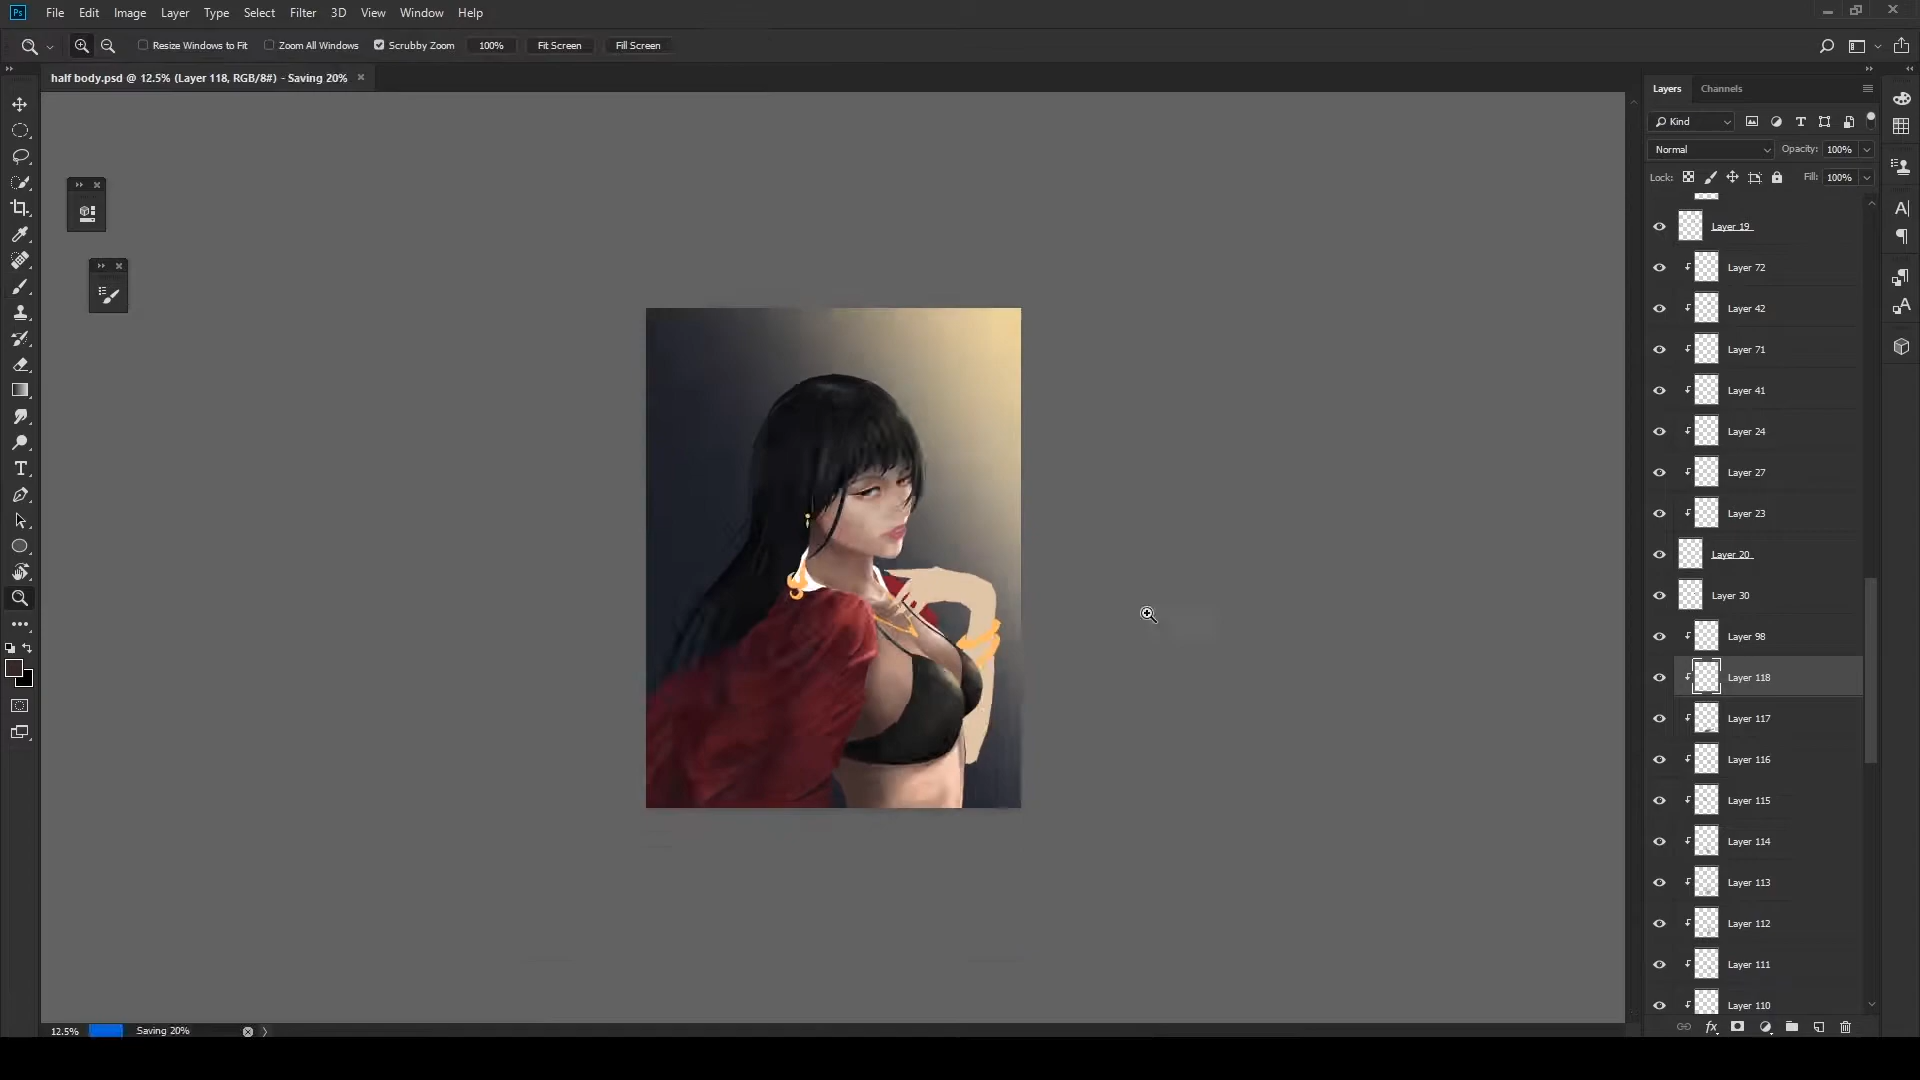 Ps File Edit Image Layer Type Select Filter 3D View Window Help
Resize Windows to Fit Zoom All Windows Scrubby Zoom 100% Fit Screen Fill Screen
half body.psd @ 12.5% (Layer 118, RGB/8#) - Saving 20%
Layers Channels
Kind
Normal Opacity: 100%
Lock: Fill: 100%
Layer 19
Layer 72
Layer 42
Layer 71
Layer 41
Layer 24
Layer 27
Layer 23
Layer 20
Layer 30
Layer 98
Layer 118
Layer 117
Layer 116
Layer 115
Layer 114
Layer 113
Layer 112
Layer 111
Layer 110
12.5% Saving 20%